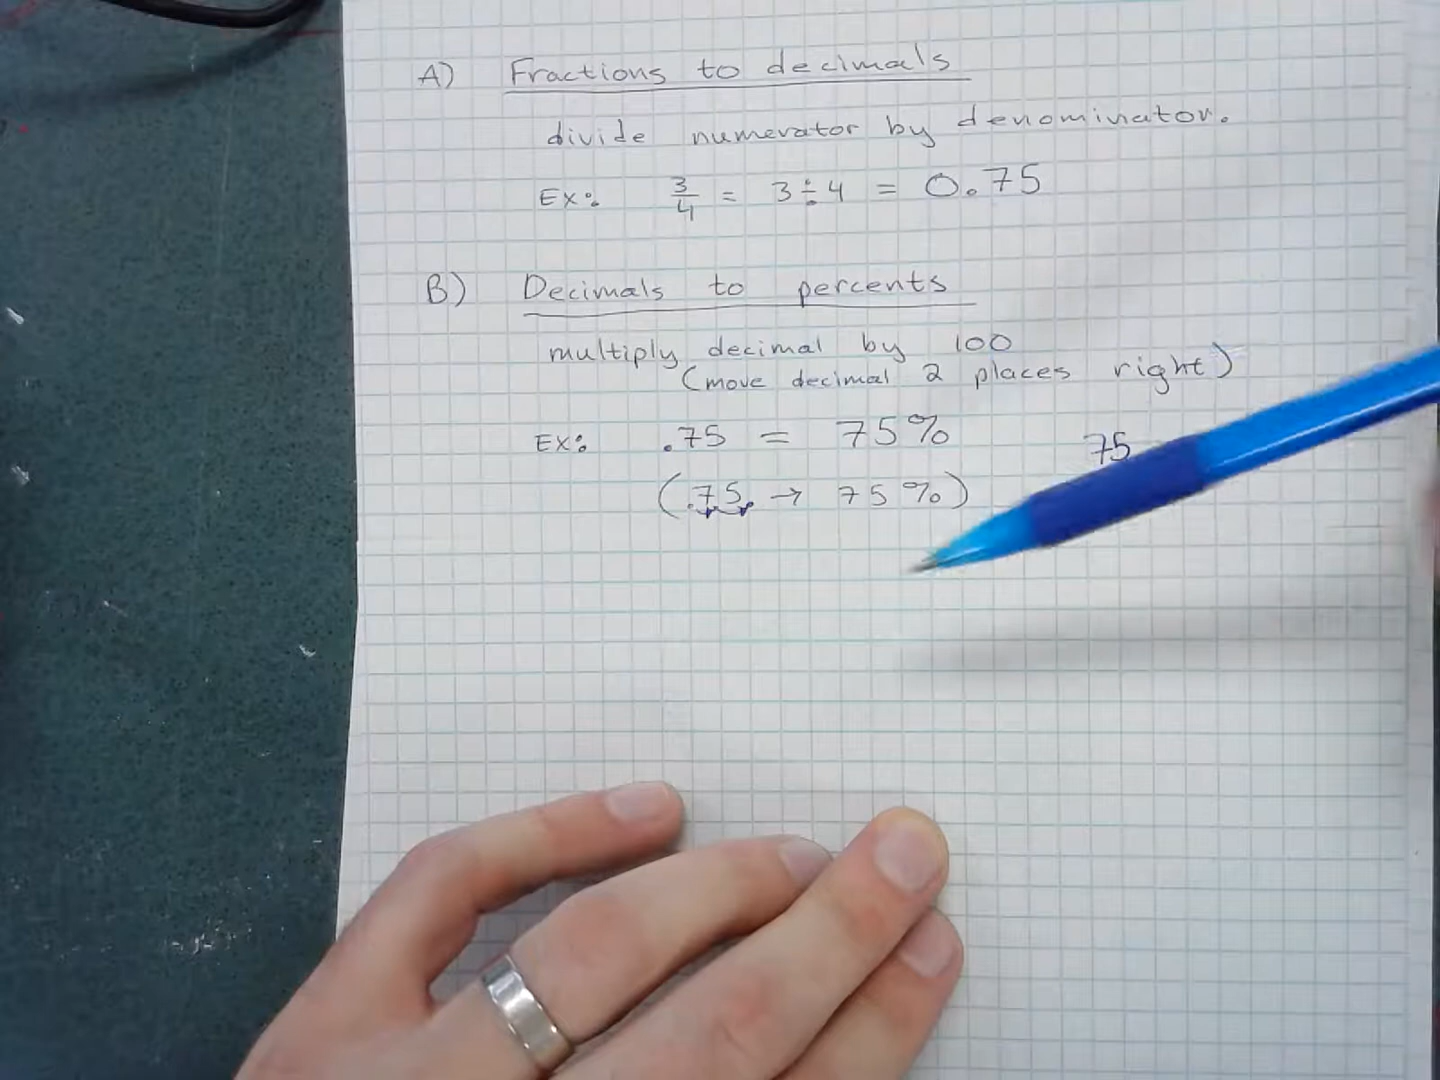 A) Fractions to decimals
divide numerator by denominator.
Ex: 3/4 = 3 ÷ 4 = 0.75
B) Decimals to percents
multiply decimal by 100
(move decimal 2 places right)
Ex: .75 = 75% 75
(.75. → 75%)